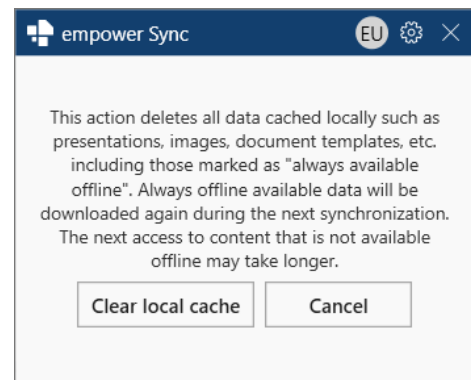 empower Sync
EU
This action deletes all data cached locally such as
presentations, images, document templates, etc.
including those marked as "always available
offline". Always offline available data will be
downloaded again during the next synchronization.
The next access to content that is not available
offline may take longer.
Clear local cache
Cancel